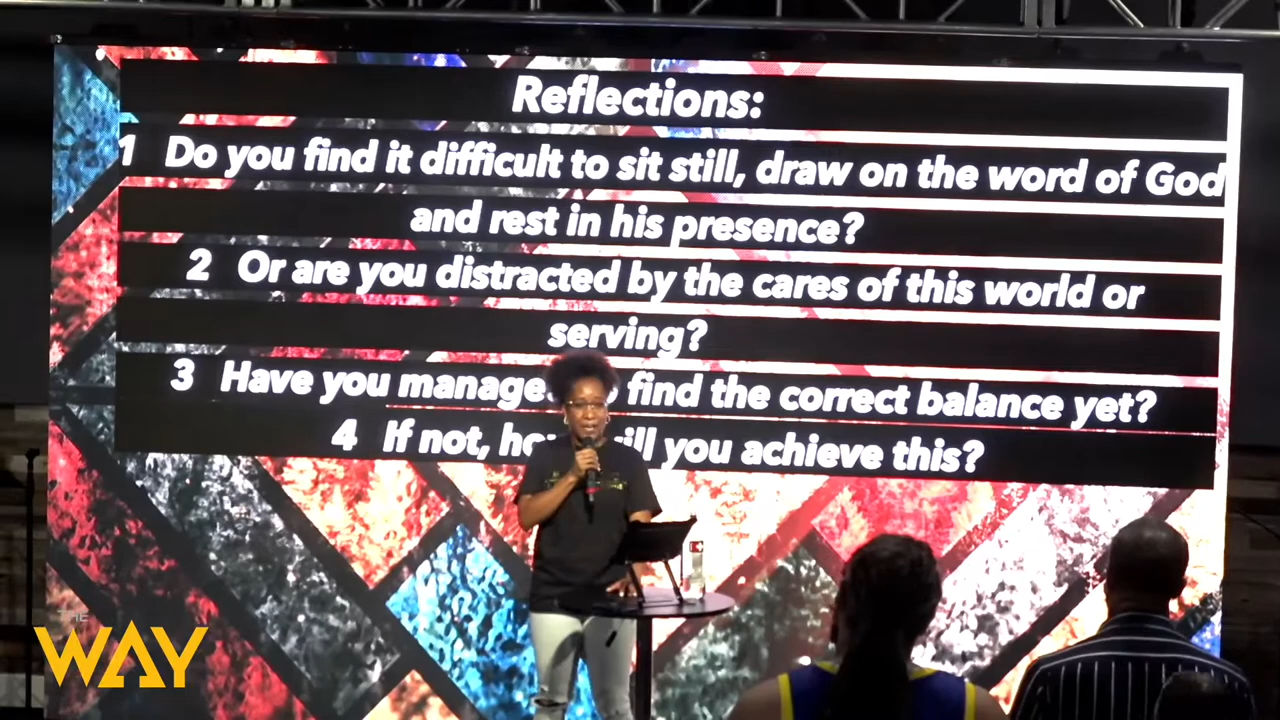 Reflections:
1 Do you find it difficult to sit still, draw on the word of God
and rest in his presence?
2 Or are you distracted by the cares of this world or
serving?
3 Have you find the correct balance yet?
4 If not, you achieve this?
THE
WAY